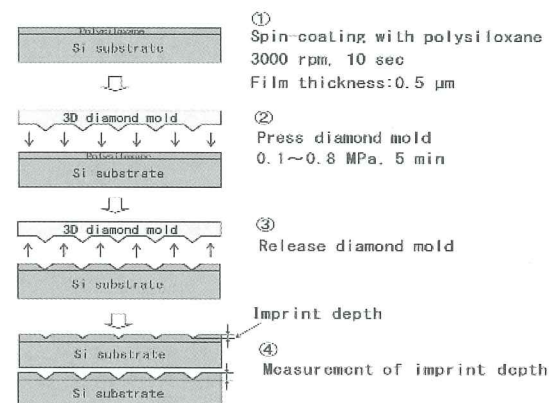 Polysiloxane
Si substrate
①
Spin-coating with polysiloxane
3000 rpm, 10 sec
Film thickness:0.5 μm
3D diamond mold
Polysiloxane
Si substrate
②
Press diamond mold
0.1~0.8 MPa, 5 min
3D diamond mold
Si substrate
③
Release diamond mold
Imprint depth
Si substrate
Si substrate
④
Measurement of imprint depth